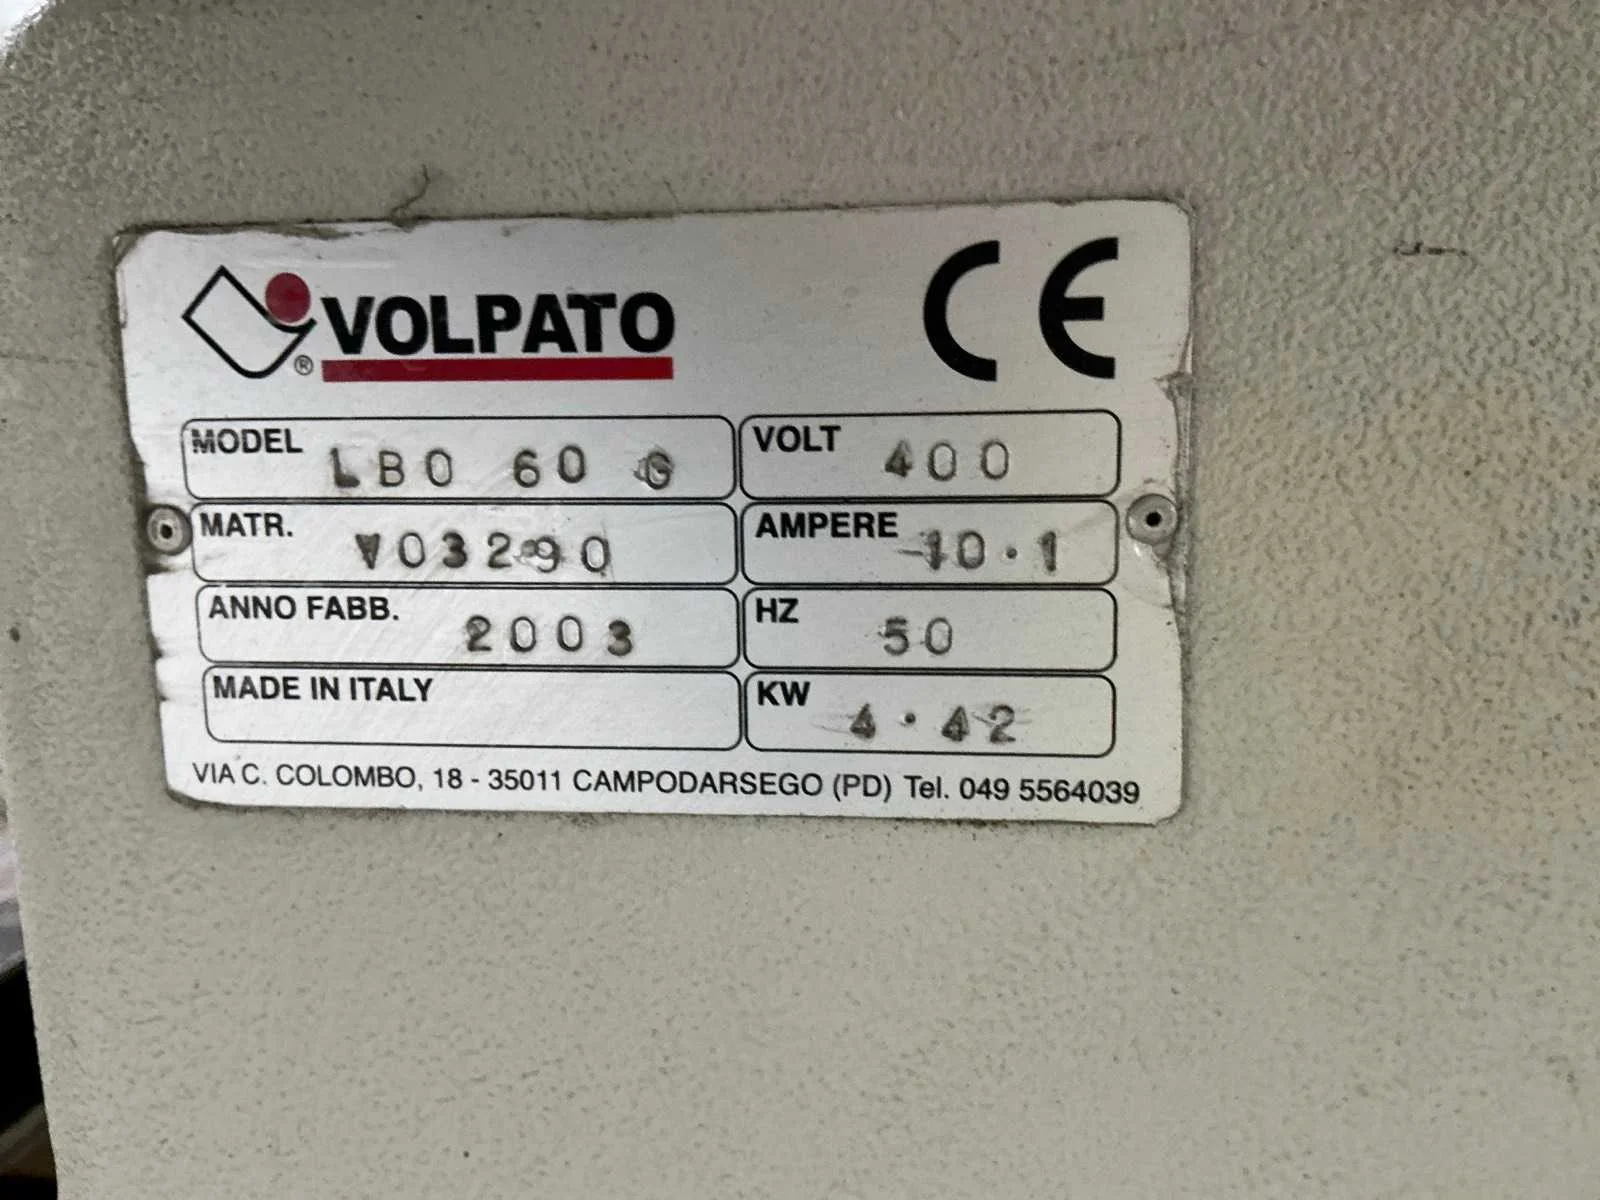 VOLPATO CE
®
MODEL LBO 60 G VOLT 400
MATR. V03290 AMPERE 10.1
ANNO FABB. 2003 HZ 50
MADE IN ITALY KW 4.42
VIA C. COLOMBO, 18 - 35011 CAMPODARSEGO (PD) Tel. 049 5564039